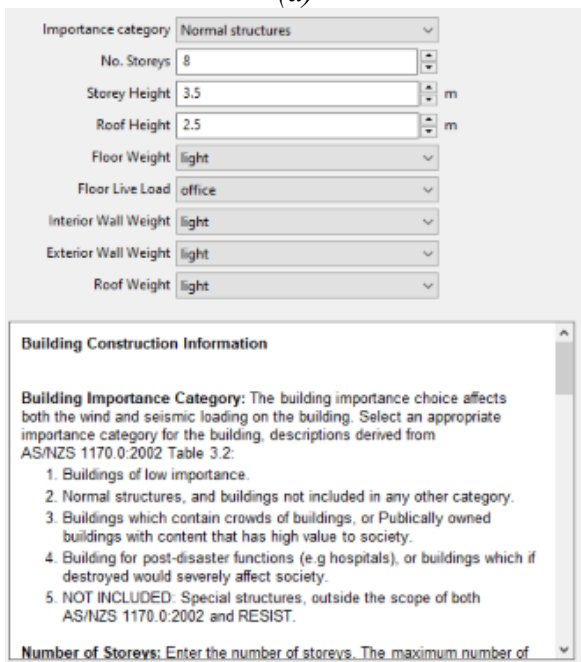 (a)
Importance category Normal structures
No. Storeys 8
Storey Height 3.5 m
Roof Height 2.5 m
Floor Weight light
Floor Live Load office
Interior Wall Weight light
Exterior Wall Weight light
Roof Weight light
Building Construction Information
Building Importance Category: The building importance choice affects
both the wind and seismic loading on the building. Select an appropriate
importance category for the building, descriptions derived from
AS/NZS 1170.0:2002 Table 3.2:
1. Buildings of low importance.
2. Normal structures, and buildings not included in any other category.
3. Buildings which contain crowds of buildings, or Publically owned
buildings with content that has high value to society.
4. Building for post-disaster functions (e.g hospitals), or buildings which if
destroyed would severely affect society.
5. NOT INCLUDED: Special structures, outside the scope of both
AS/NZS 1170.0:2002 and RESIST.
Number of Storeys: Enter the number of storeys. The maximum number of